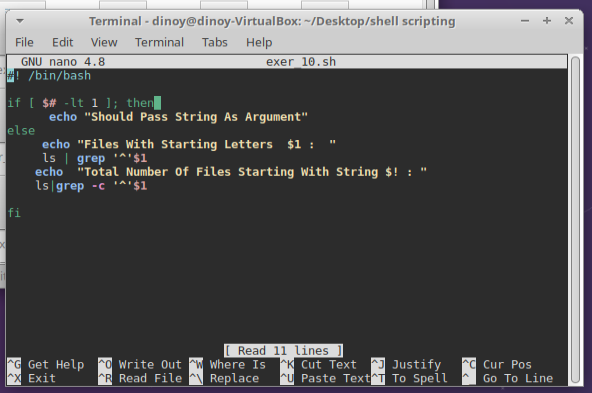 Terminal - dinoy@dinoy-VirtualBox: ~/Desktop/shell scripting
File Edit View Terminal Tabs Help
GNU nano 4.8 exer_10.sh
#! /bin/bash
if [ $# -lt 1 ]; then
echo "Should Pass String As Argument"
else
echo "Files With Starting Letters  $1 :  "
ls | grep '^'$1
echo  "Total Number Of Files Starting With String $! : "
ls|grep -c '^'$1
fi
[ Read 11 lines ]
^G Get Help ^O Write Out ^W Where Is ^K Cut Text ^J Justify ^C Cur Pos
^X Exit ^R Read File ^\ Replace ^U Paste Text ^T To Spell ^_ Go To Line